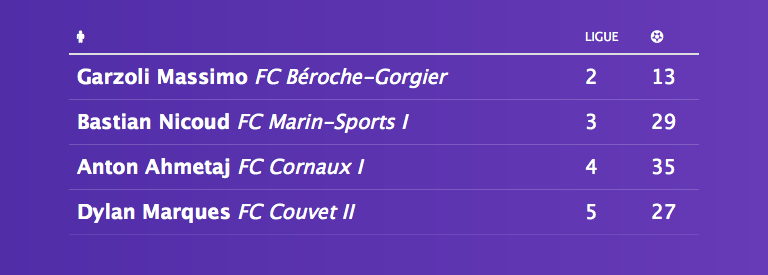 LIGUE
Garzoli Massimo FC Béroche-Gorgier 2 13
Bastian Nicoud FC Marin-Sports I 3 29
Anton Ahmetaj FC Cornaux I 4 35
Dylan Marques FC Couvet II 5 27